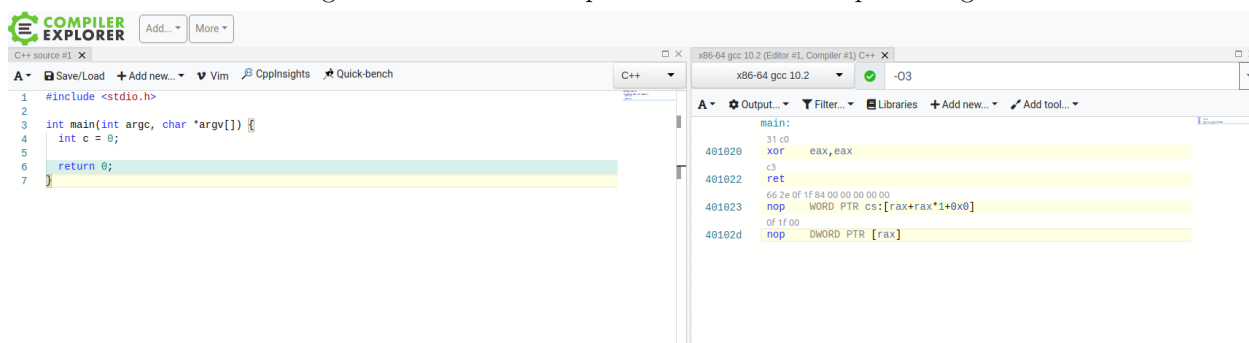 COMPILER
EXPLORER
Add...
More
C++ source #1
A
Save/Load
Add new...
Vim
CppInsights
Quick-bench
C++
1 #include <stdio.h>
2
3 int main(int argc, char *argv[]) {
4 int c = 0;
5
6 return 0;
7 }
x86-64 gcc 10.2 (Editor #1, Compiler #1) C++
x86-64 gcc 10.2
-O3
A
Output...
Filter...
Libraries
Add new...
Add tool...
main:
31 c0
401020 xor eax,eax
c3
401022 ret
66 2e 0f 1f 84 00 00 00 00 00
401023 nop WORD PTR cs:[rax+rax*1+0x0]
0f 1f 00
40102d nop DWORD PTR [rax]